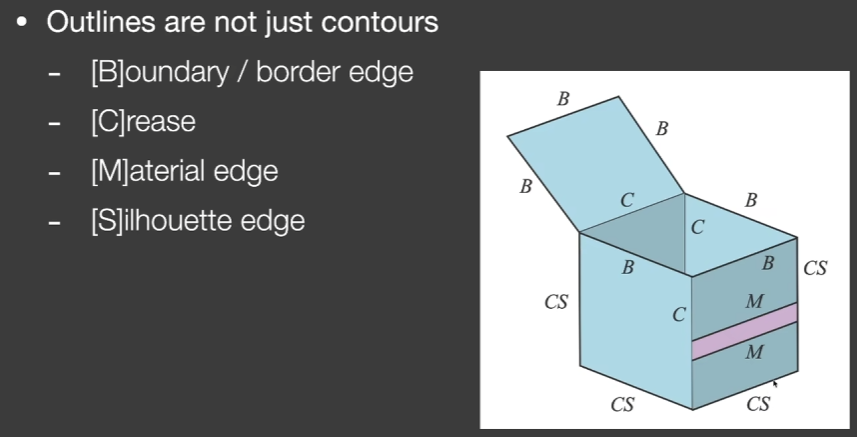 • Outlines are not just contours
- [B]oundary / border edge
- [C]rease
- [M]aterial edge
- [S]ilhouette edge
B
B
B
C
B
C
B
B
CS
CS
C
M
M
CS
CS